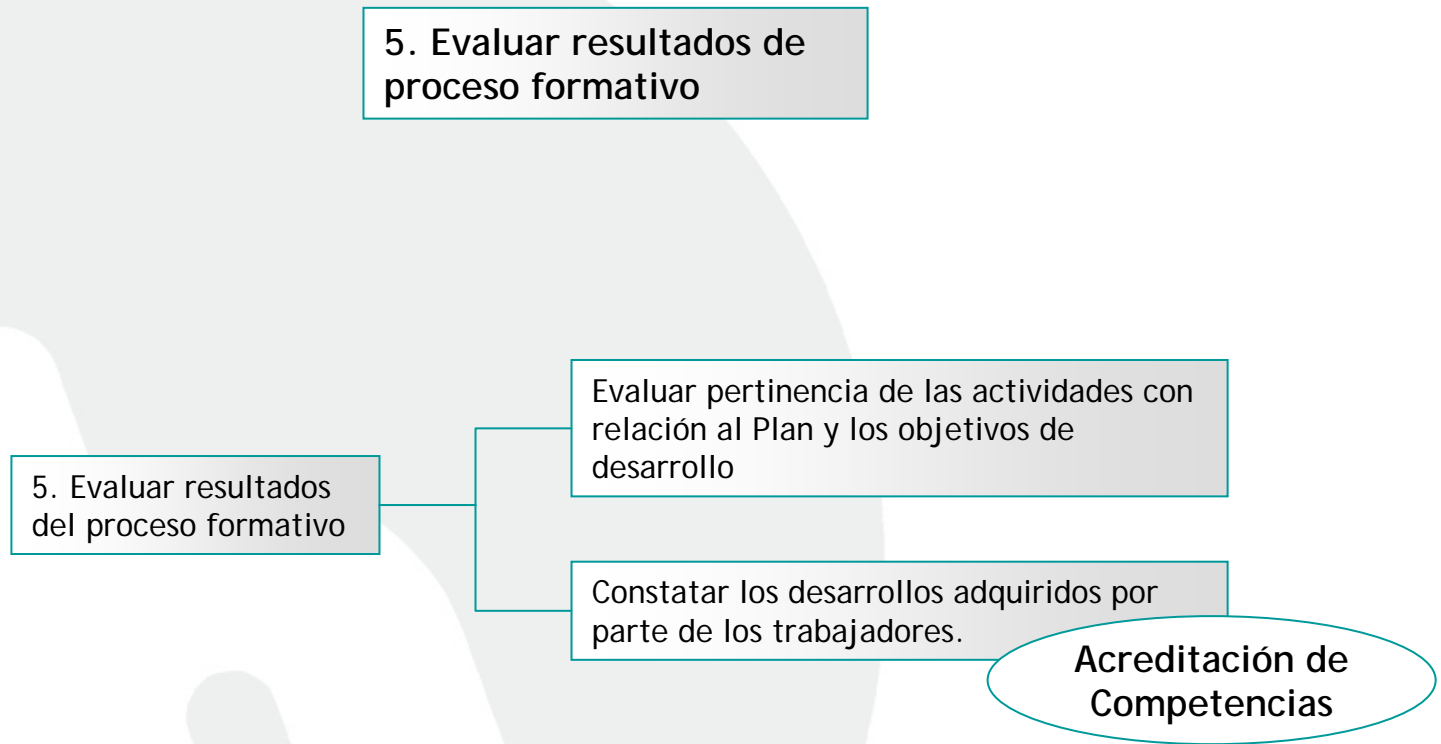 5. Evaluar resultados de
proceso formativo
5. Evaluar resultados
del proceso formativo
Evaluar pertinencia de las actividades con
relación al Plan y los objetivos de
desarrollo
Constatar los desarrollos adquiridos por
parte de los trabajadores.
Acreditación de
Competencias